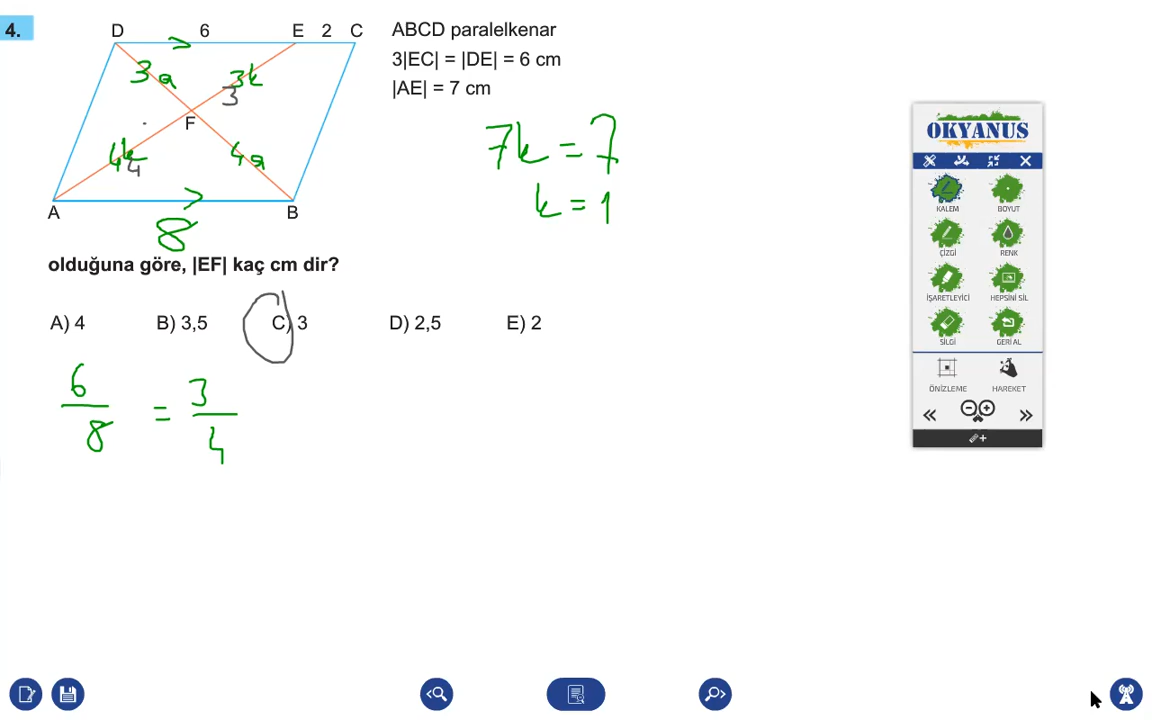 4.
D 6 E 2 C
3a 3k
3
F
4k 4a
4
A B
8
ABCD paralelkenar
3|EC| = |DE| = 6 cm
|AE| = 7 cm
7k = 7
k = 1
olduğuna göre, |EF| kaç cm dir?
A) 4 B) 3,5 C) 3 D) 2,5 E) 2
6/8 = 3/4
OKYANUS
KALEM BOYUT
ÇİZGİ RENK
İŞARETLEYİCİ HEPSİNİ SİL
SİLGİ GERİ AL
ÖNİZLEME HAREKET